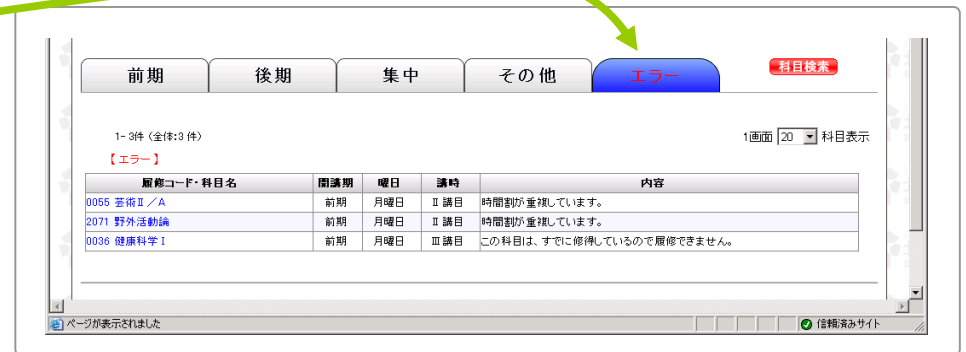 前期 後期 集中 その他 エラー 科目検索
1- 3件 (全体:3 件) 1画面 20 科目表示
【エラー】
履修コード・科目名 開講期 曜日 講時 内容
0055 芸術Ⅱ／A 前期 月曜日 Ⅱ 講目 時間割が重複しています。
2071 野外活動論 前期 月曜日 Ⅱ 講目 時間割が重複しています。
0036 健康科学Ⅰ 前期 月曜日 Ⅲ 講目 この科目は、すでに修得しているので履修できません。
ページが表示されました 信頼済みサイト